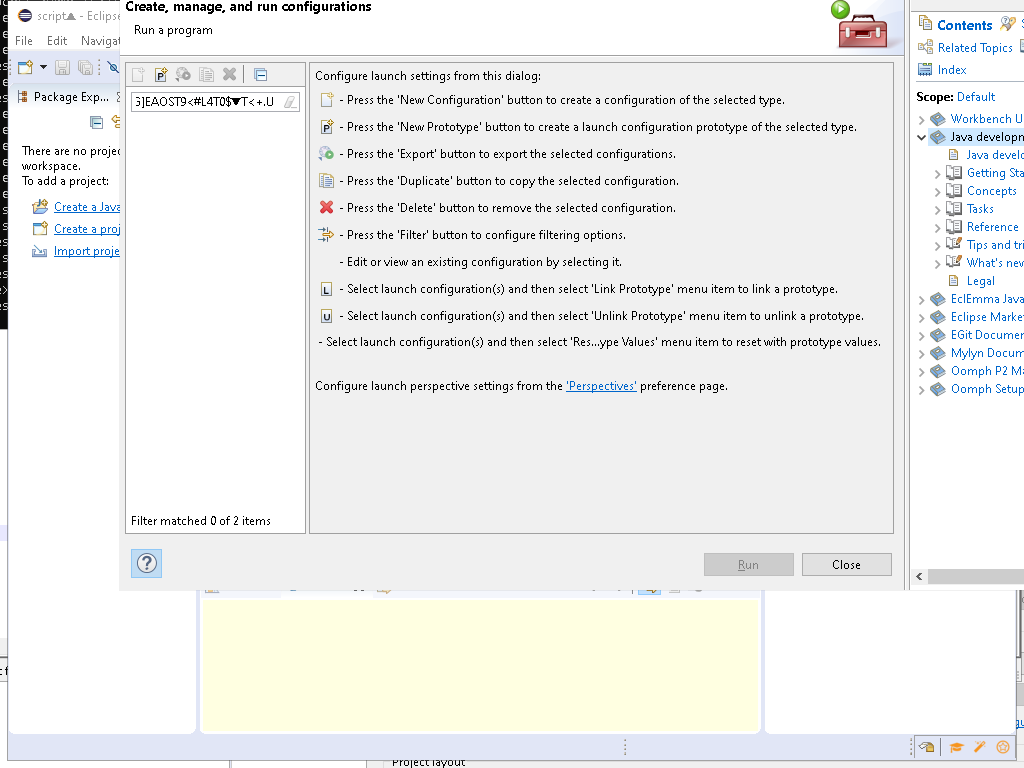 script▲ - Eclips
File Edit Navigat
Package Exp...
There are no projec
workspace.
To add a project:
Create a Java
Create a proj
Import proje
Create, manage, and run configurations
Run a program
G]EAOST9<#L4T0$▼T<+.U
Filter matched 0 of 2 items
Configure launch settings from this dialog:
- Press the 'New Configuration' button to create a configuration of the selected type.
- Press the 'New Prototype' button to create a launch configuration prototype of the selected type.
- Press the 'Export' button to export the selected configurations.
- Press the 'Duplicate' button to copy the selected configuration.
- Press the 'Delete' button to remove the selected configuration.
- Press the 'Filter' button to configure filtering options.
- Edit or view an existing configuration by selecting it.
L - Select launch configuration(s) and then select 'Link Prototype' menu item to link a prototype.
U - Select launch configuration(s) and then select 'Unlink Prototype' menu item to unlink a prototype.
- Select launch configuration(s) and then select 'Res...ype Values' menu item to reset with prototype values.
Configure launch perspective settings from the 'Perspectives' preference page.
Run
Close
Contents
Related Topics
Index
Scope: Default
Workbench U
Java developn
Java develo
Getting Sta
Concepts
Tasks
Reference
Tips and tri
What's new
Legal
EclEmma Java
Eclipse Marke
EGit Documer
Mylyn Docum
Oomph P2 Ma
Oomph Setup
Project layout